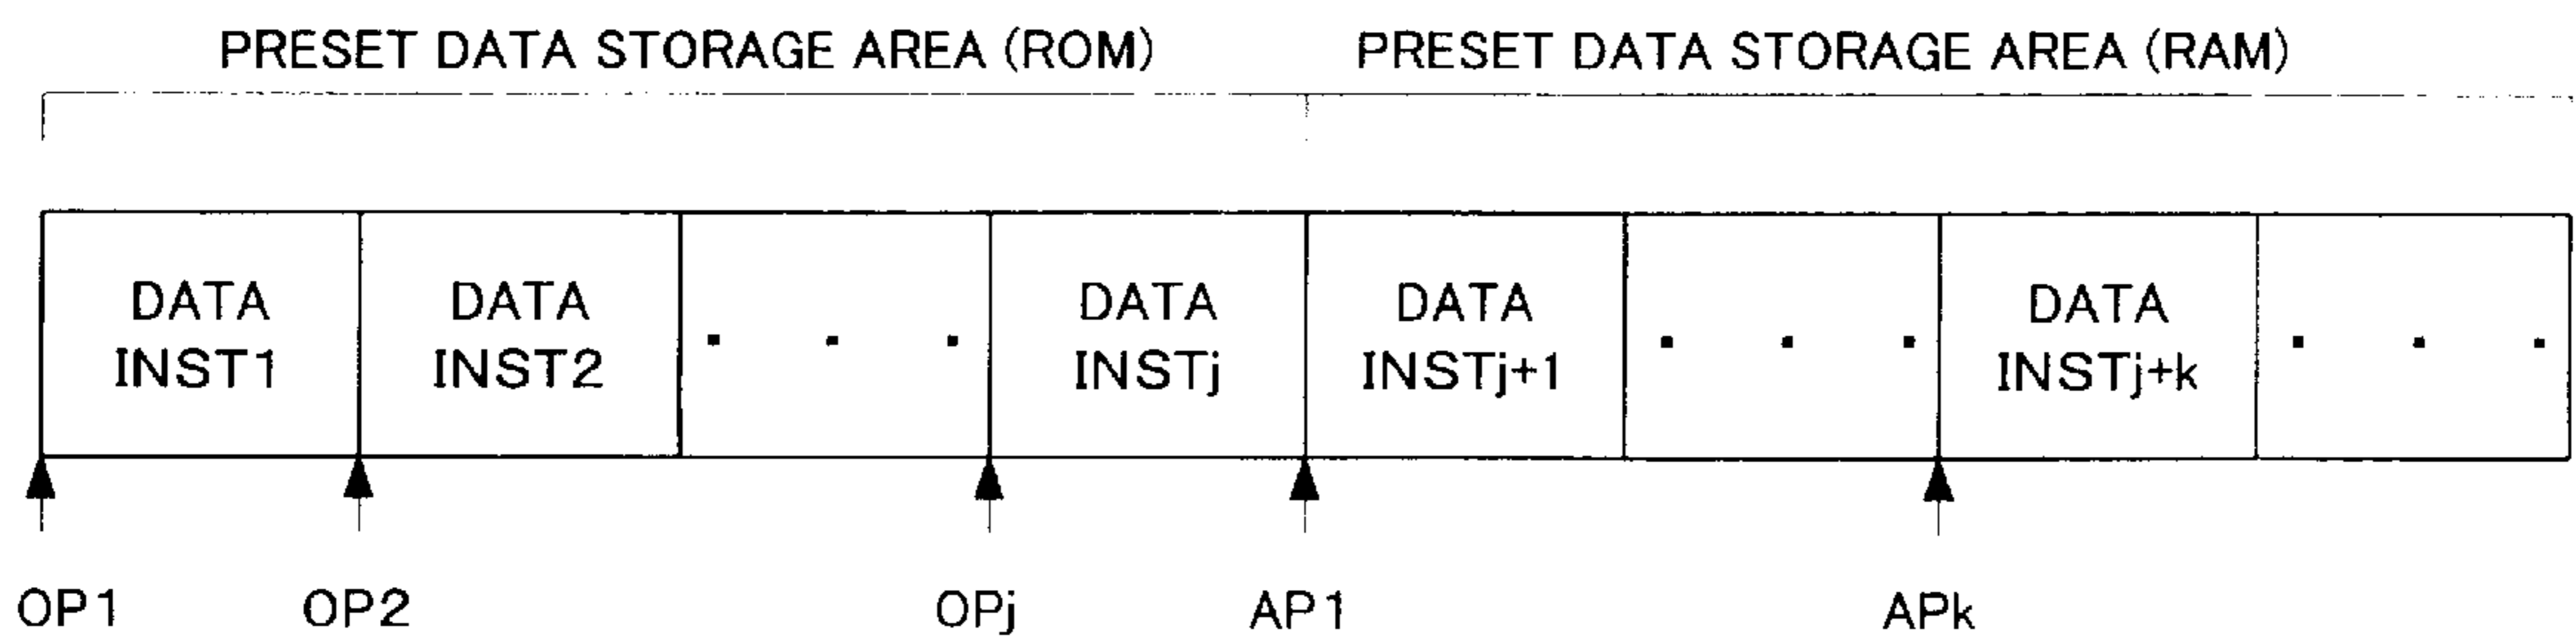 PRESET DATA STORAGE AREA (ROM) PRESET DATA STORAGE AREA (RAM)
DATA INST1
DATA INST2
. . .
DATA INSTj
DATA INSTj+1
. . .
DATA INSTj+k
. . .
OP1 OP2 OPj AP1 APk